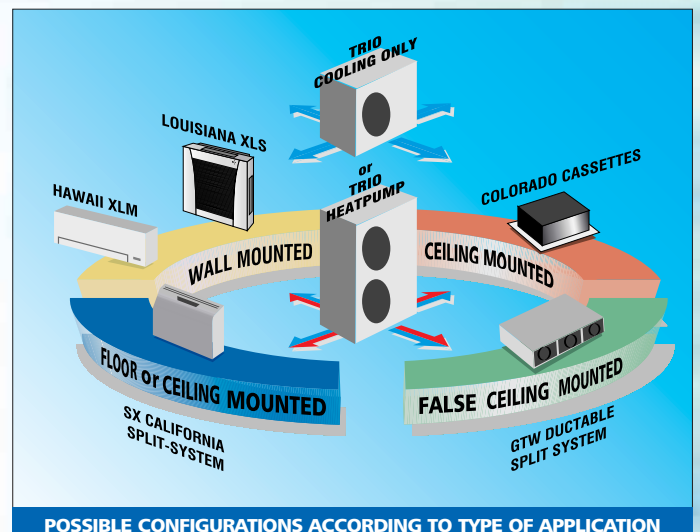 TRIO
COOLING ONLY
LOUISIANA XLS
or
TRIO
HEATPUMP
COLORADO CASSETTES
HAWAII XLM
WALL MOUNTED
CEILING MOUNTED
FLOOR or CEILING MOUNTED
FALSE CEILING MOUNTED
SX CALIFORNIA
SPLIT-SYSTEM
GTW DUCTABLE
SPLIT SYSTEM
POSSIBLE CONFIGURATIONS ACCORDING TO TYPE OF APPLICATION